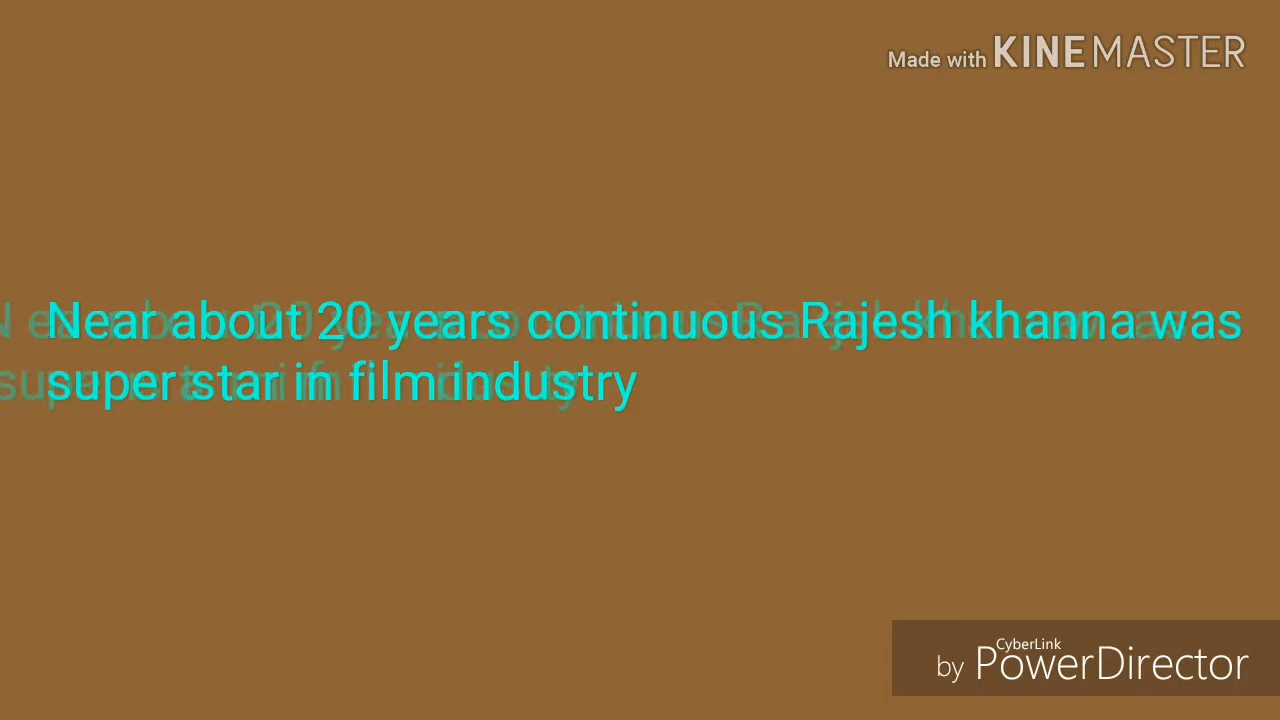 Made with KINEMASTER
Near about 20 years continuous Rajesh khanna was
super star in film industry
CyberLink
by PowerDirector